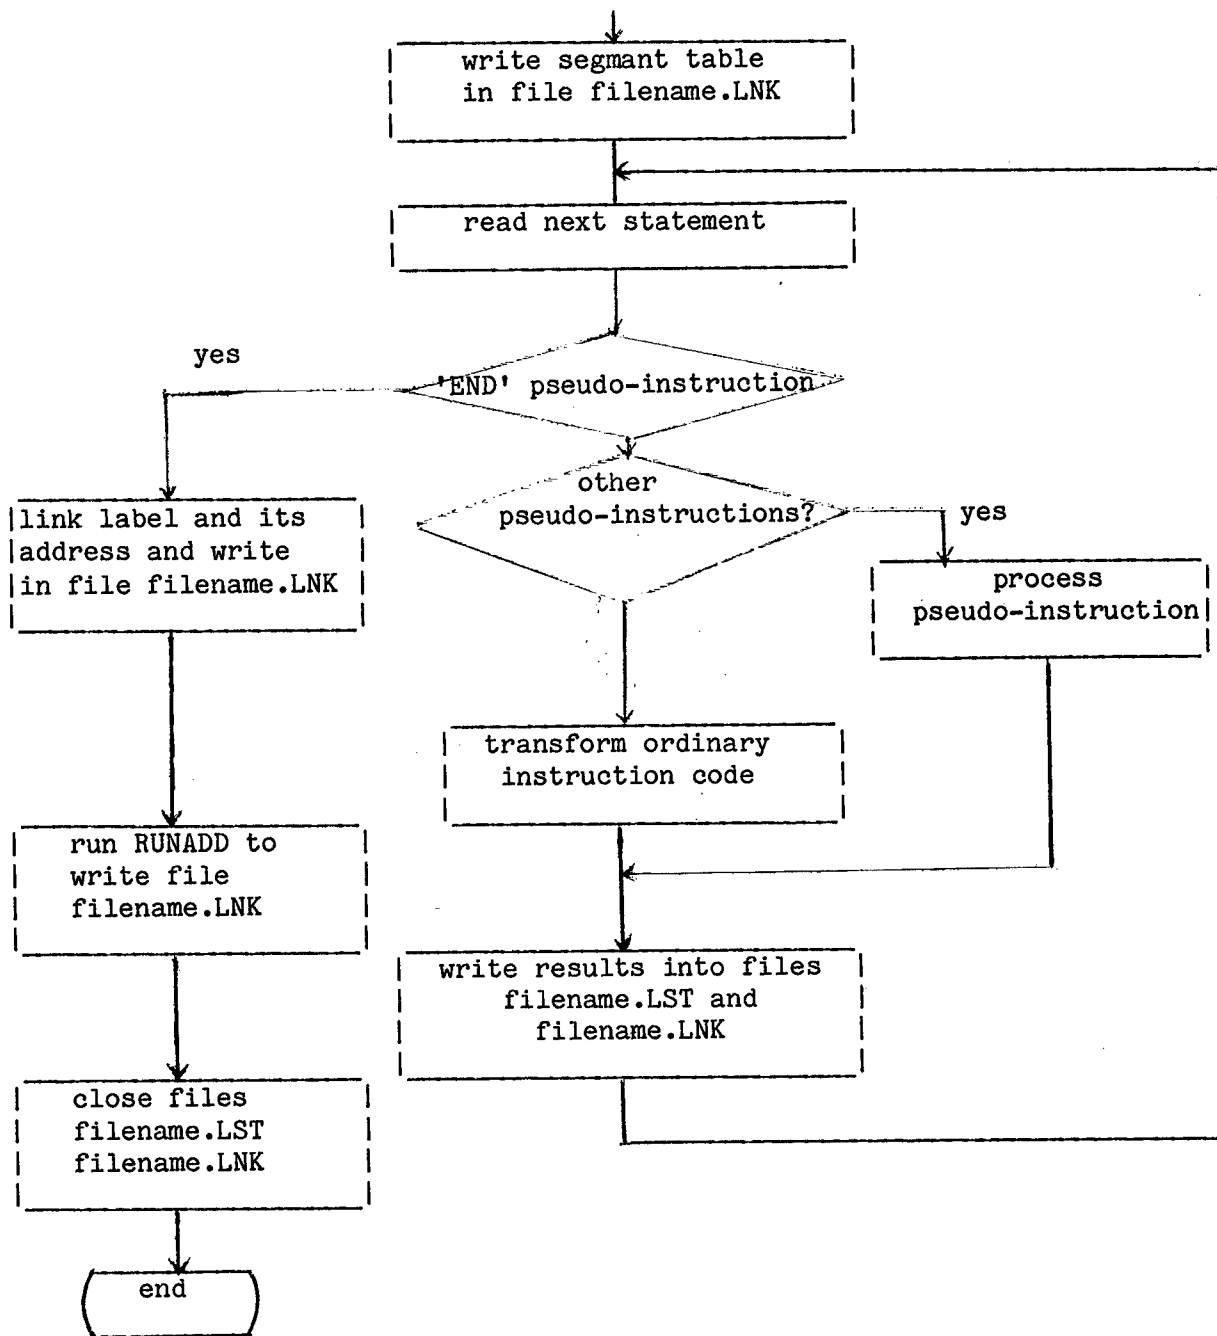 write segmant table
in file filename.LNK
read next statement
yes
'END' pseudo-instruction
other
pseudo-instructions?
yes
link label and its
address and write
in file filename.LNK
process
pseudo-instruction
transform ordinary
instruction code
run RUNADD to
write file
filename.LNK
write results into files
filename.LST and
filename.LNK
close files
filename.LST
filename.LNK
end